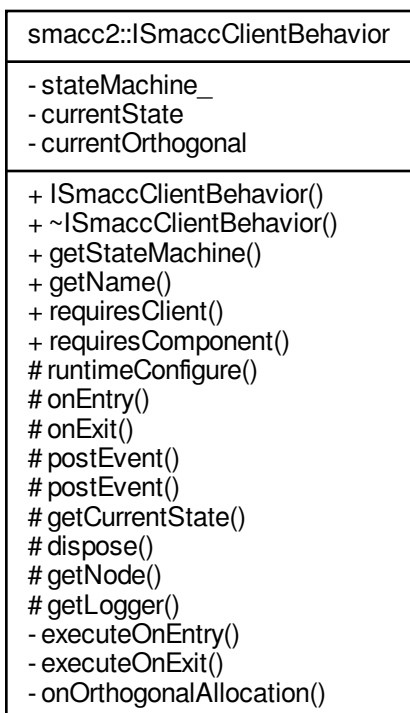 smacc2::ISmaccClientBehavior
- stateMachine_
- currentState
- currentOrthogonal
+ ISmaccClientBehavior()
+ ~ISmaccClientBehavior()
+ getStateMachine()
+ getName()
+ requiresClient()
+ requiresComponent()
# runtimeConfigure()
# onEntry()
# onExit()
# postEvent()
# postEvent()
# getCurrentState()
# dispose()
# getNode()
# getLogger()
- executeOnEntry()
- executeOnExit()
- onOrthogonalAllocation()